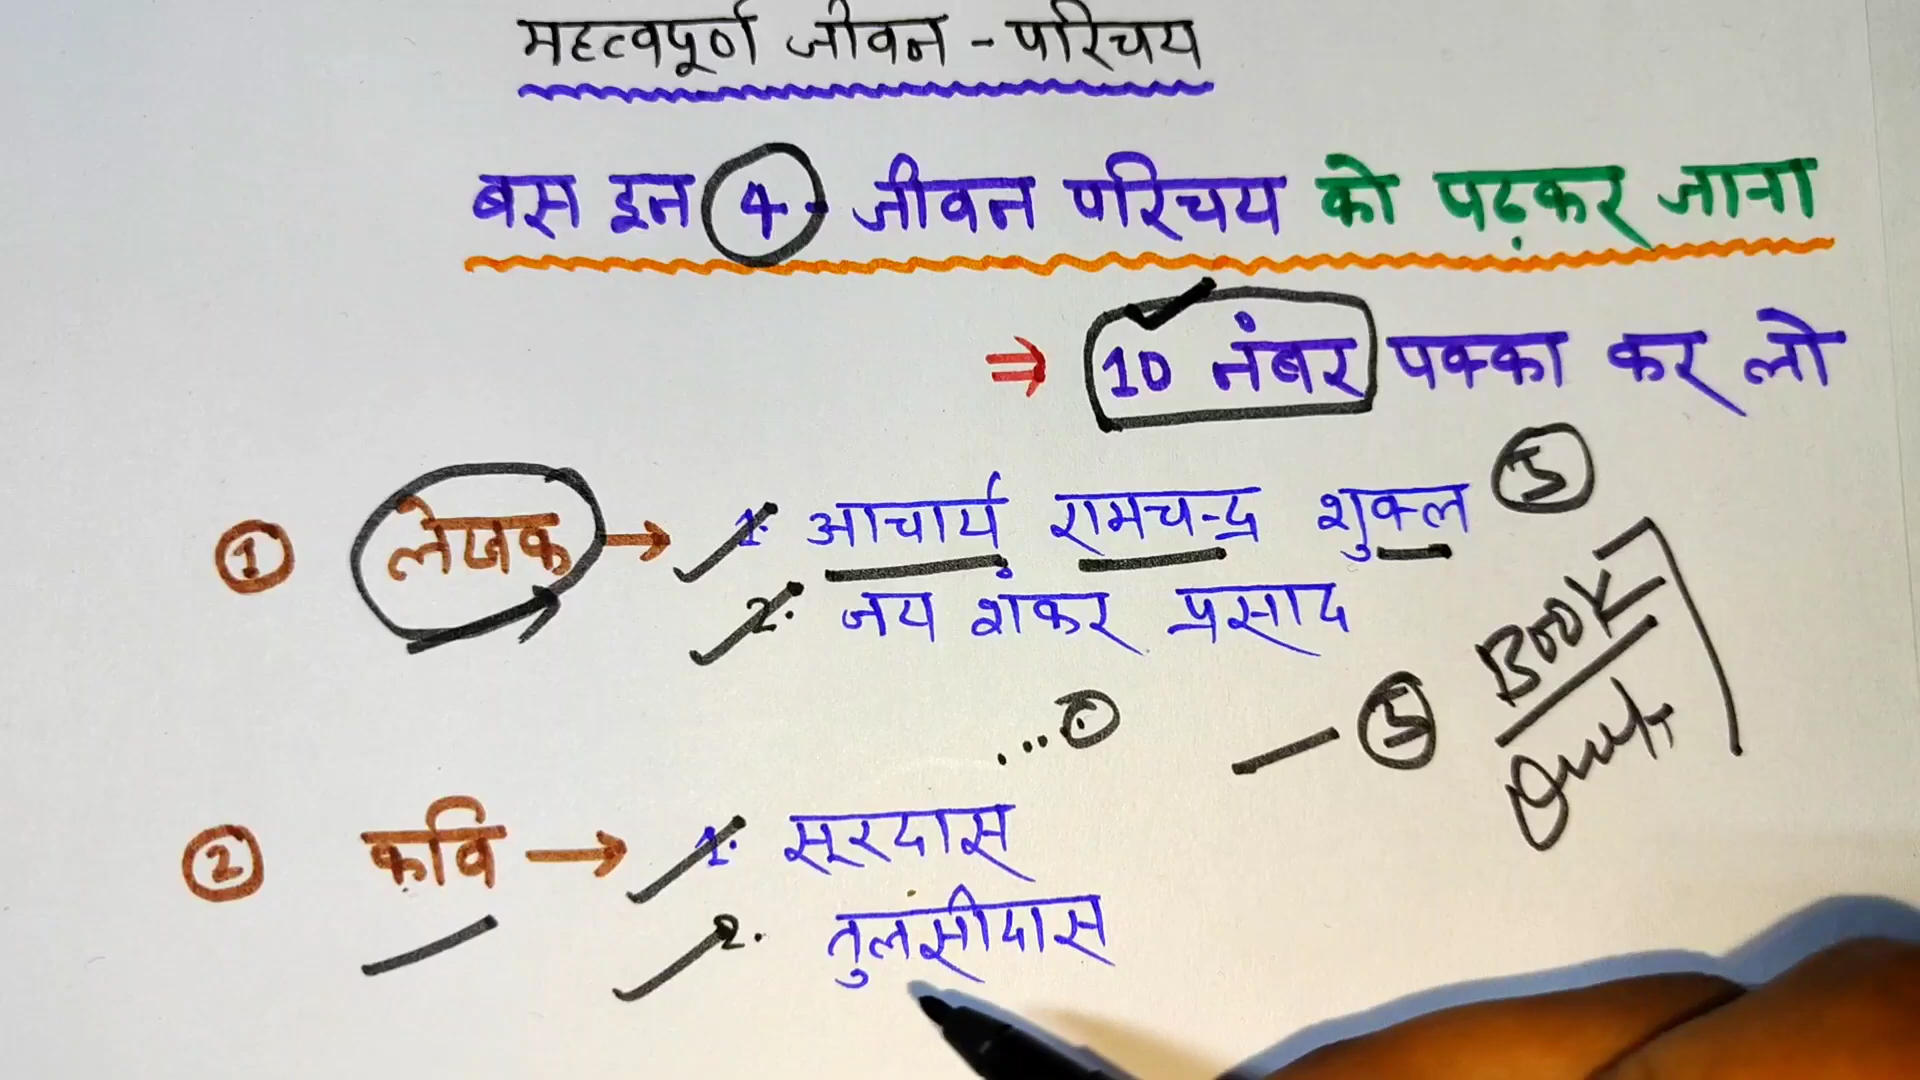 महत्वपूर्ण जीवन - परिचय
बस इन 4 जीवन परिचय को पढ़कर जाना
⇒ 10 नंबर पक्का कर लो
① लेखक → 1. आचार्य रामचन्द्र शुक्ल ⑤
2. जय शंकर प्रसाद
BOOK
— ⑤
② कवि → 1. सूरदास
2. तुलसीदास